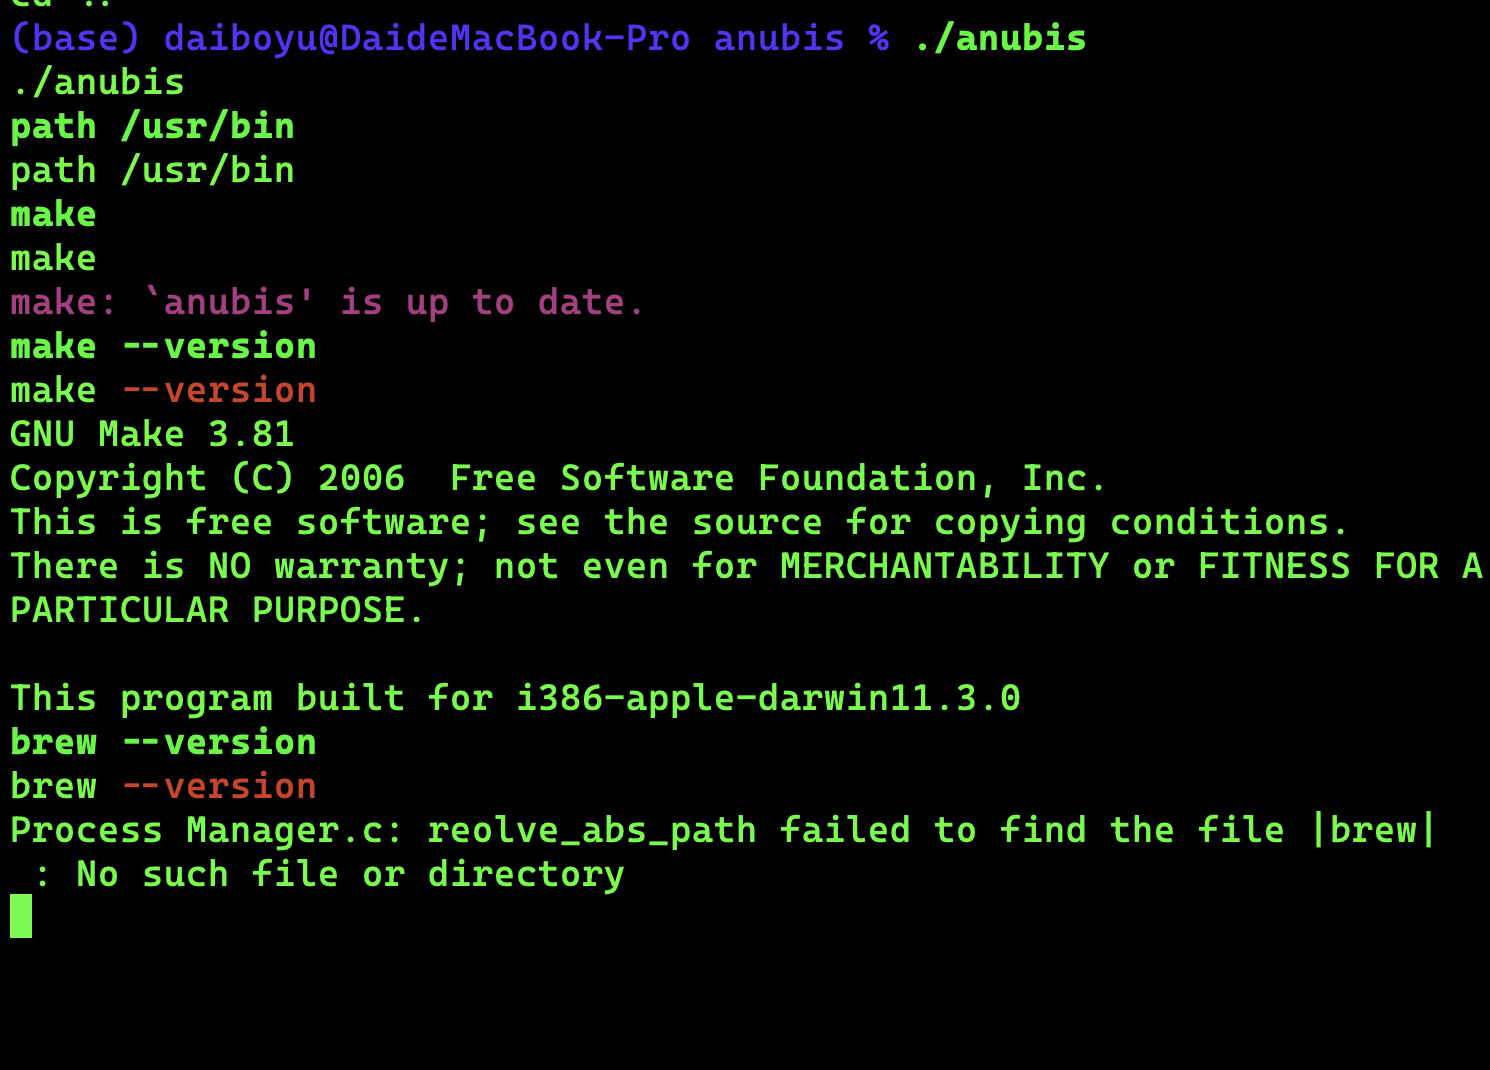 cd ..
(base) daiboyu@DaideMacBook-Pro anubis % ./anubis
./anubis
path /usr/bin
path /usr/bin
make
make
make: `anubis' is up to date.
make --version
make --version
GNU Make 3.81
Copyright (C) 2006  Free Software Foundation, Inc.
This is free software; see the source for copying conditions.
There is NO warranty; not even for MERCHANTABILITY or FITNESS FOR A
PARTICULAR PURPOSE.
This program built for i386-apple-darwin11.3.0
brew --version
brew --version
Process Manager.c: reolve_abs_path failed to find the file |brew|
 : No such file or directory